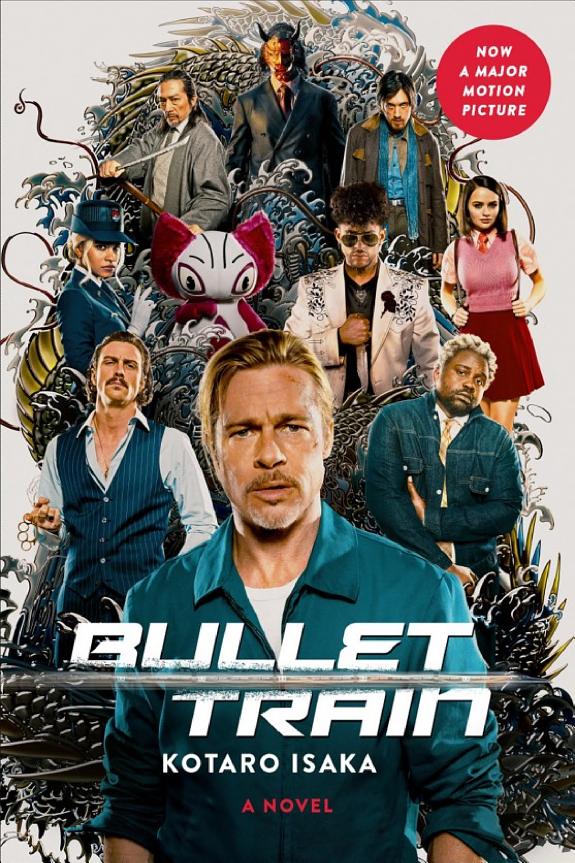 NOW
A MAJOR
MOTION
PICTURE
BULLET
TRAIN
KOTARO ISAKA
A NOVEL